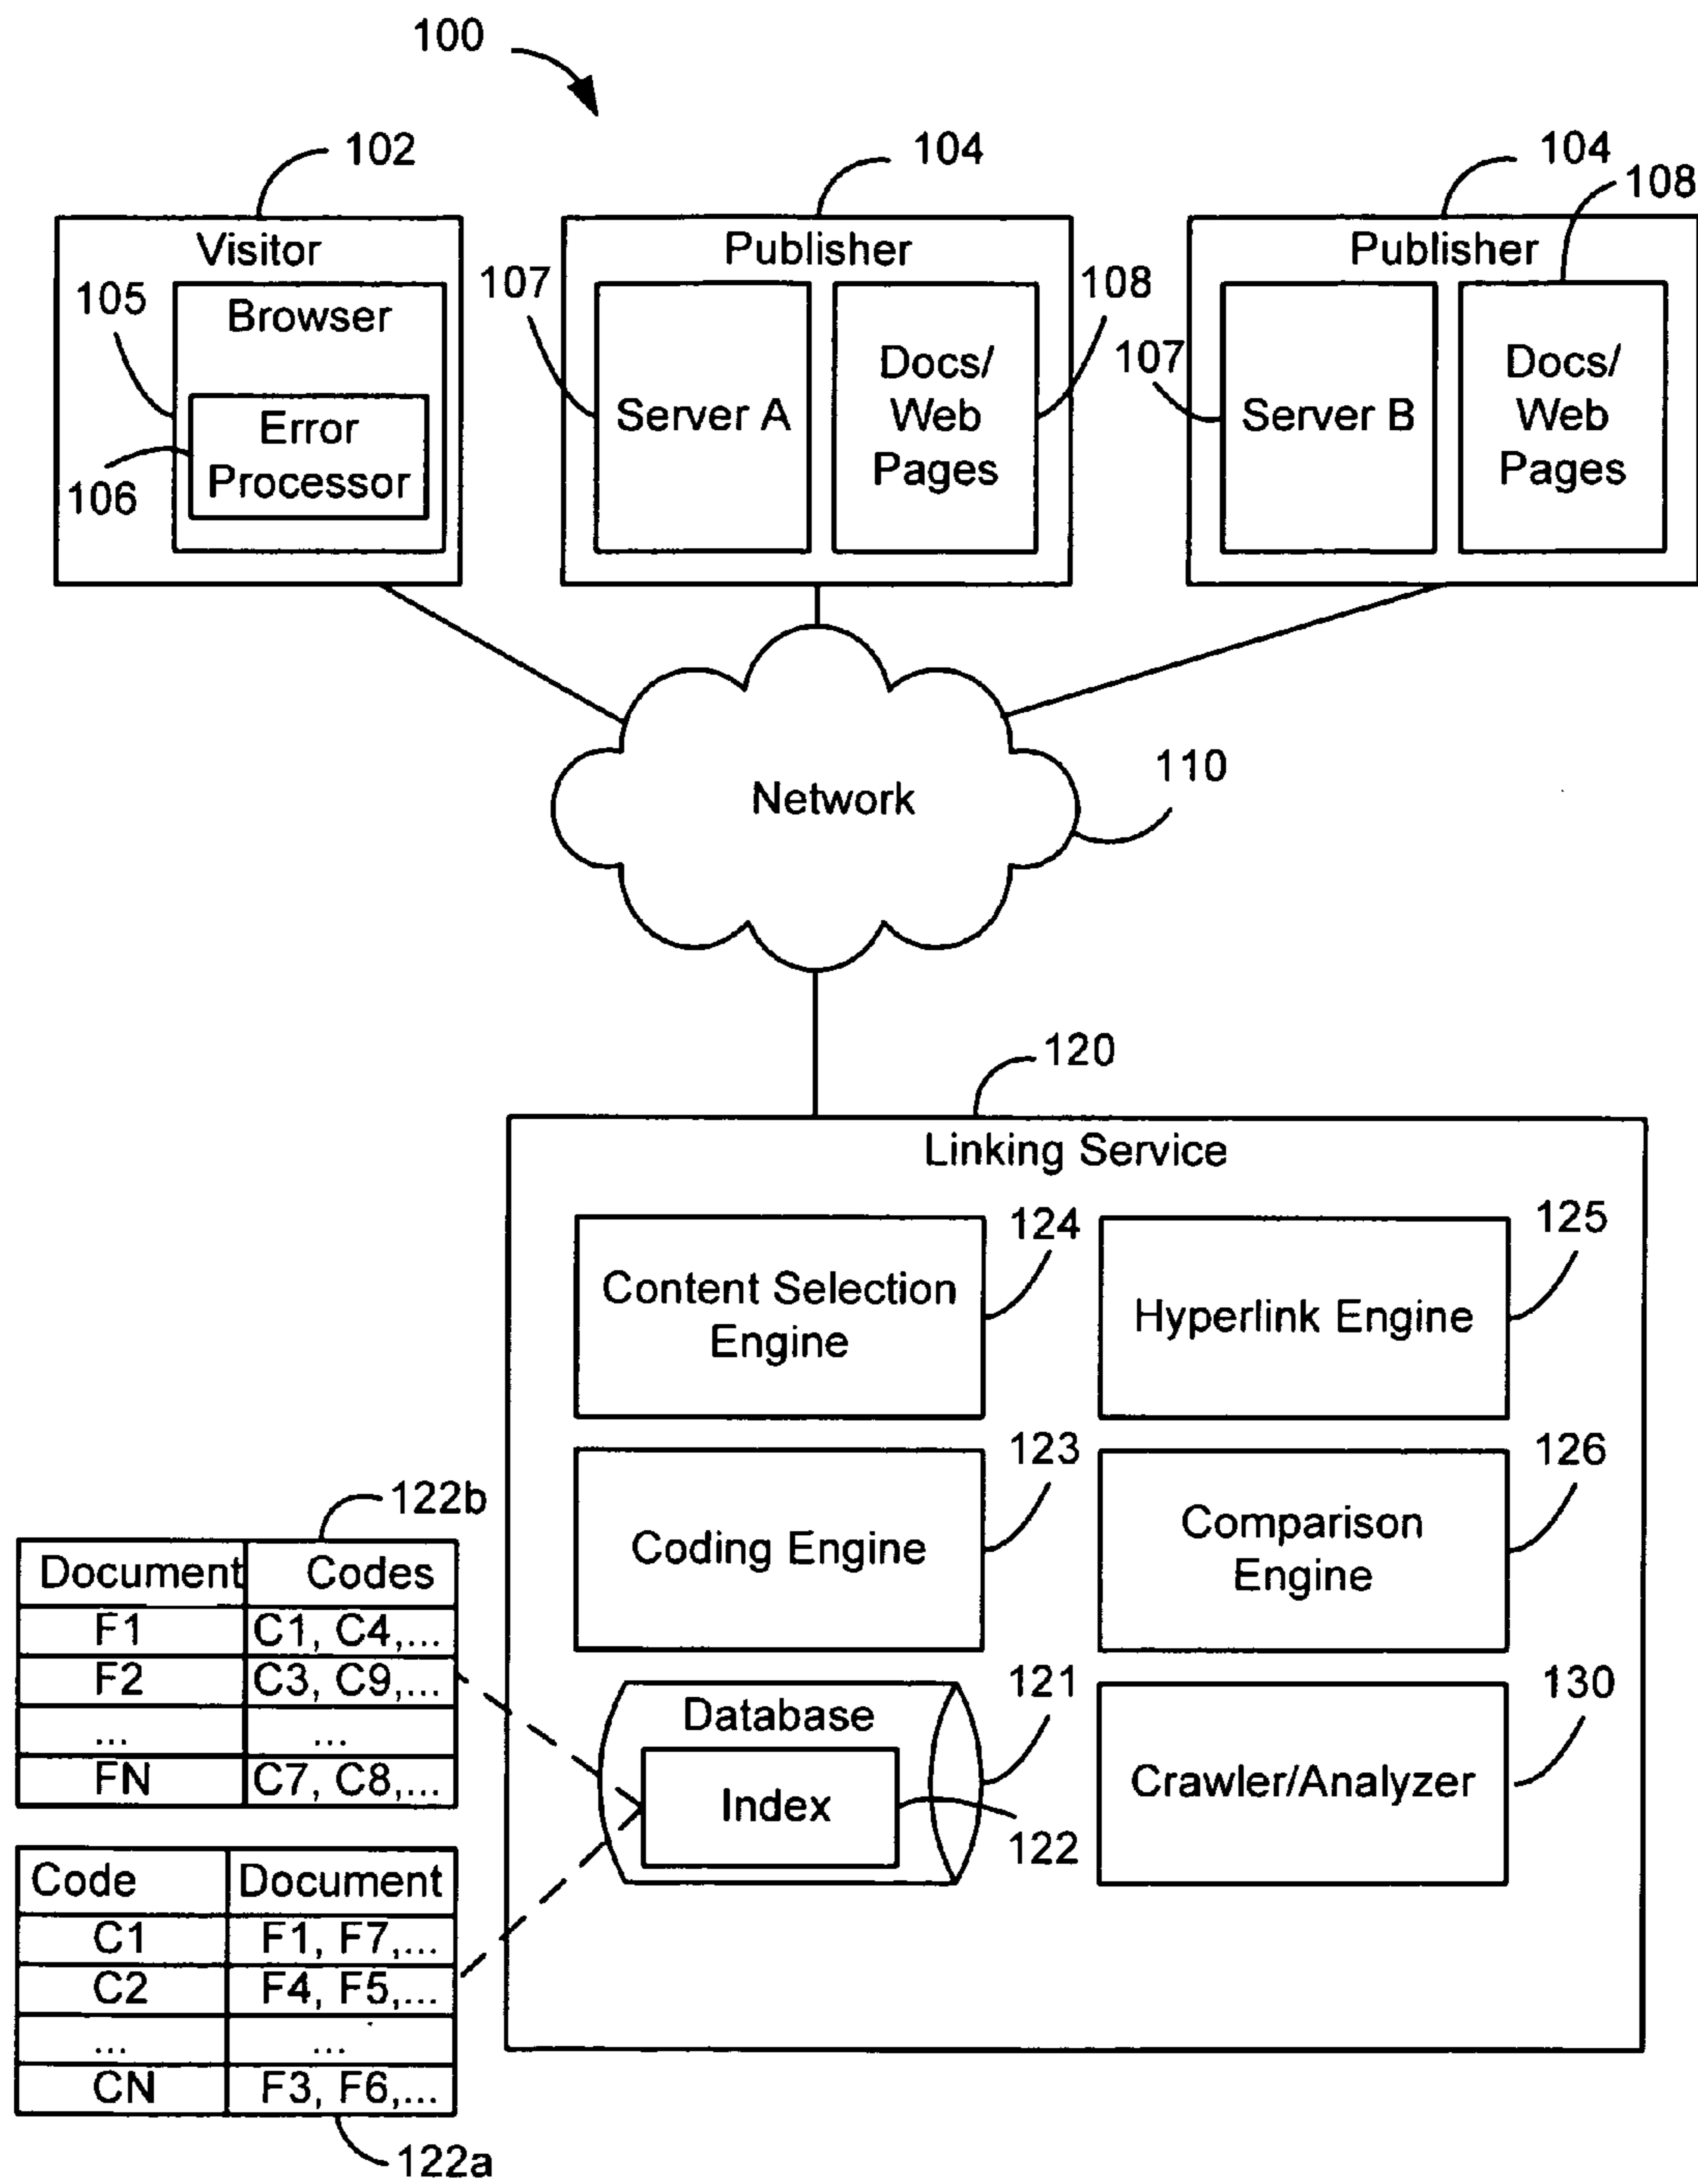 100
102
104
104
108
Visitor
Publisher
Publisher
105
Browser
107
108
107
Error
Processor
106
Server A
Docs/
Web
Pages
Server B
Docs/
Web
Pages
Network
110
120
Linking Service
124
125
Content Selection
Engine
Hyperlink Engine
123
126
Coding Engine
Comparison
Engine
122b
Document Codes
F1 C1, C4,...
F2 C3, C9,...
... ...
FN C7, C8,...
Database
121
130
Index
122
Crawler/Analyzer
Code Document
C1 F1, F7,...
C2 F4, F5,...
... ...
CN F3, F6,...
122a